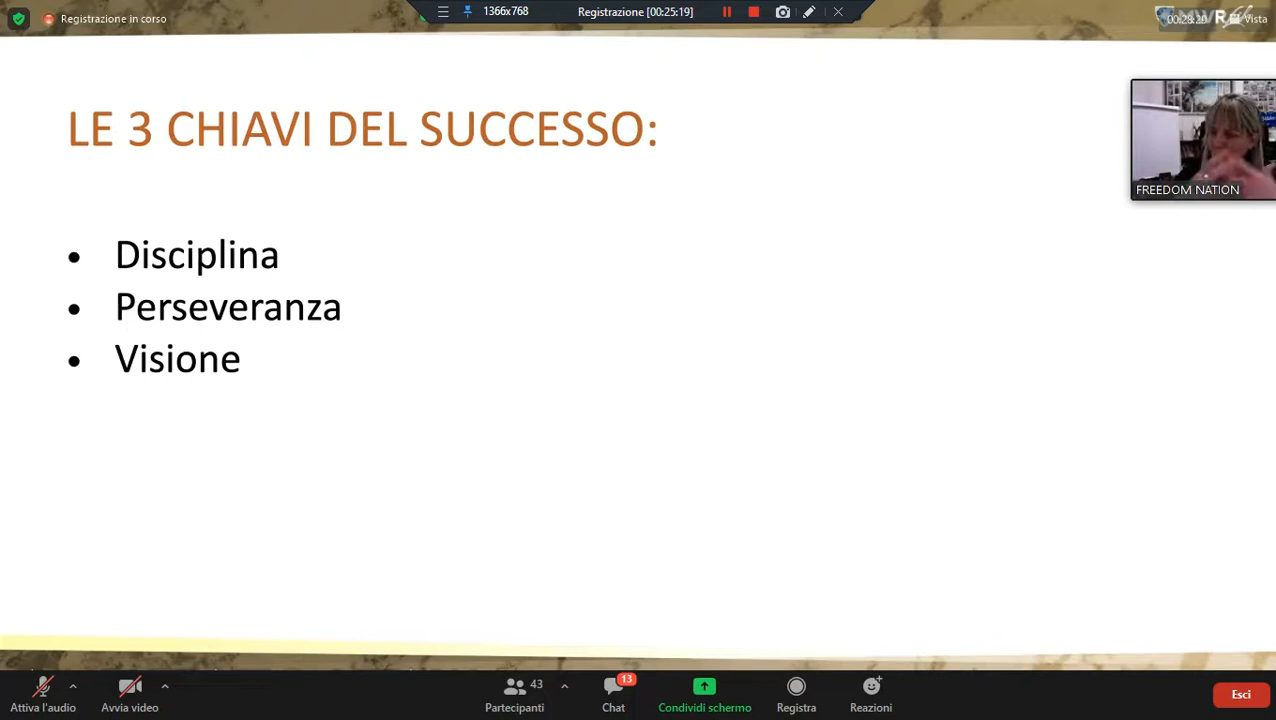 Registrazione in corso
1366x768
Registrazione [00:25:19]
Vista
LE 3 CHIAVI DEL SUCCESSO:
FREEDOM NATION
• Disciplina
• Perseveranza
• Visione
Attiva l'audio
Avvia video
43
Partecipanti
13
Chat
Condividi schermo
Registra
Reazioni
Esci